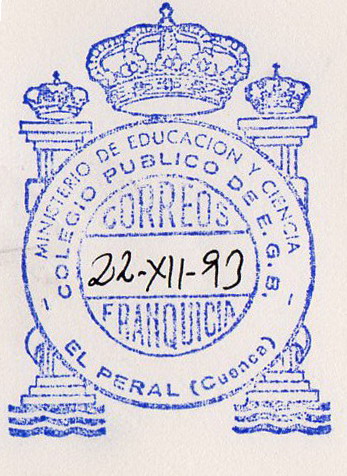 MINISTERIO DE EDUCACION Y CIENCIA
COLEGIO PUBLICO DE E.G.B.
CORREOS
22-XII-93
FRANQUICIA
EL PERAL (Cuenca)